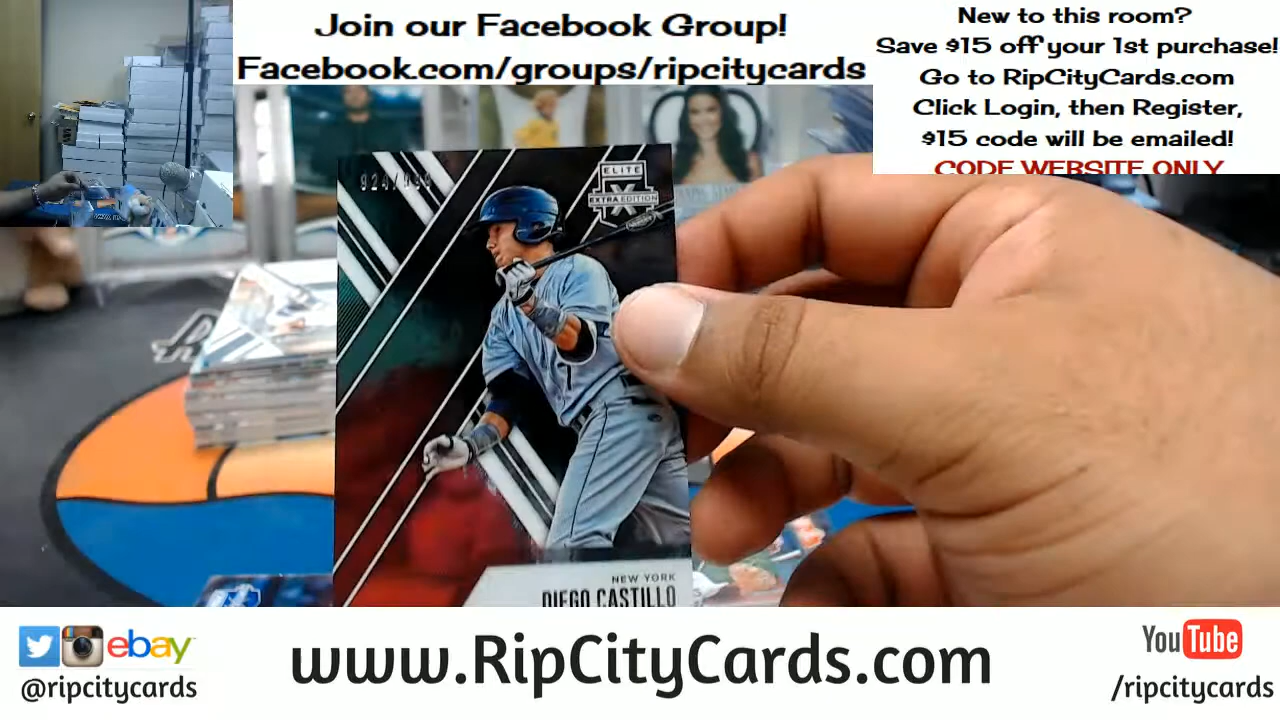 Join our Facebook Group!
Facebook.com/groups/ripcitycards
New to this room?
Save $15 off your 1st purchase!
Go to RipCityCards.com
Click Login, then Register,
$15 code will be emailed!
CODE WEBSITE ONLY
ELITE
EXTRA EDITION
NEW YORK
DIEGO CASTILLO
ebay
@ripcitycards
www.RipCityCards.com
YouTube
/ripcitycards